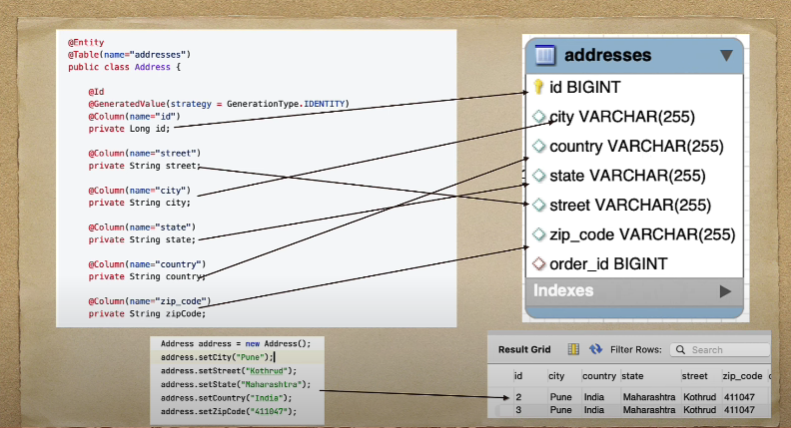 @Entity
@Table(name="addresses")
public class Address {
@Id
@GeneratedValue(strategy = GenerationType.IDENTITY)
@Column(name="id")
private Long id;
@Column(name="street")
private String street;
@Column(name="city")
private String city;
@Column(name="state")
private String state;
@Column(name="country")
private String country;
@Column(name="zip_code")
private String zipCode;
addresses
id BIGINT
city VARCHAR(255)
country VARCHAR(255)
state VARCHAR(255)
street VARCHAR(255)
zip_code VARCHAR(255)
order_id BIGINT
Indexes
Address address = new Address();
address.setCity("Pune");
address.setStreet("Kothrud");
address.setState("Maharashtra");
address.setCountry("India");
address.setZipCode("411047");
Result Grid Filter Rows: Search
id city country state street zip_code
2 Pune India Maharashtra Kothrud 411047
3 Pune India Maharashtra Kothrud 411047